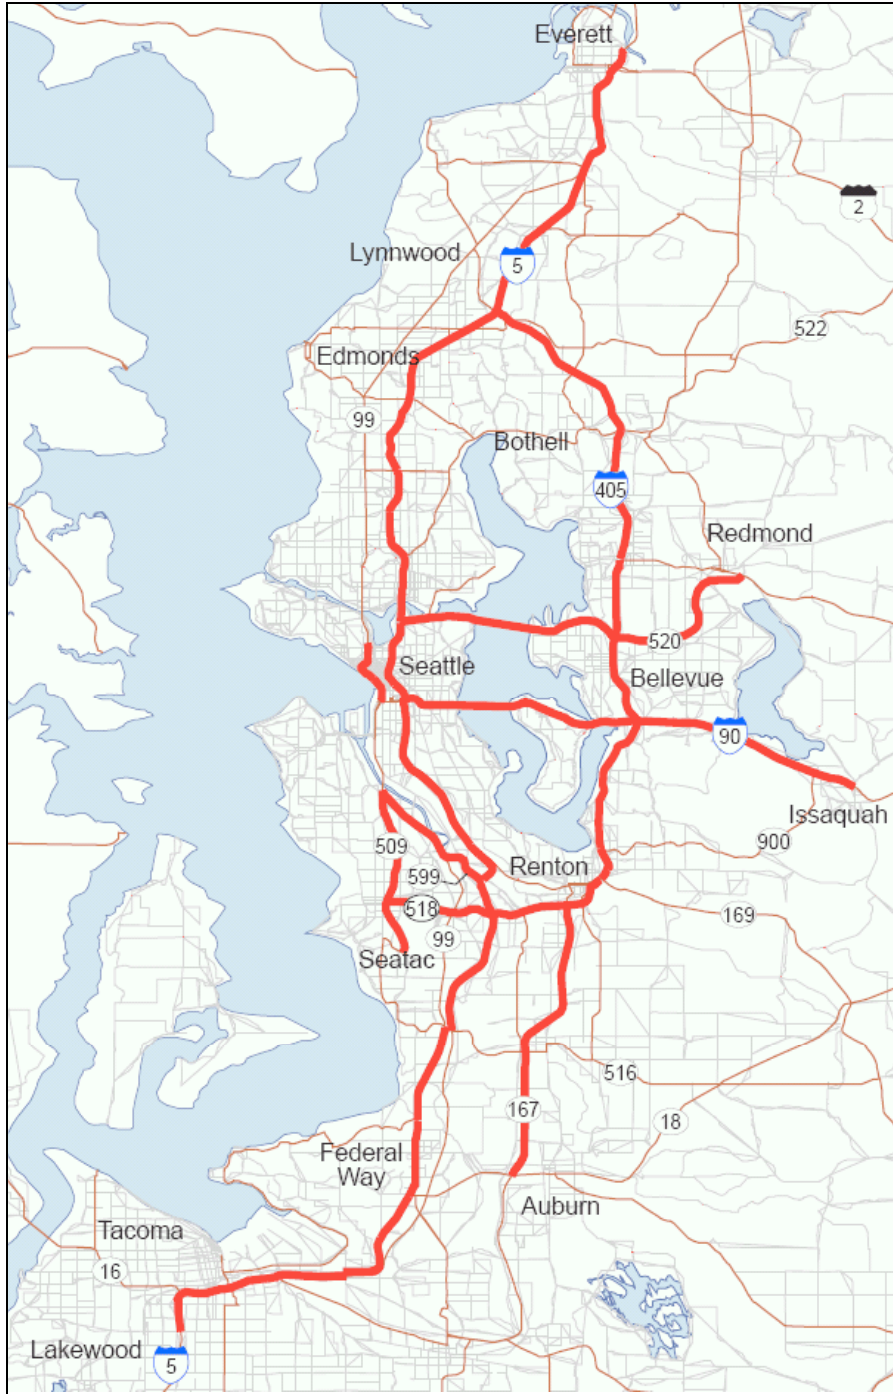 Everett
2
Lynnwood
5
522
Edmonds
99
Bothell
405
Redmond
520
Seattle
Bellevue
90
Issaquah
900
509
Renton
599
518
169
99
Seatac
516
167
18
Federal
Way
Auburn
Tacoma
16
Lakewood
5